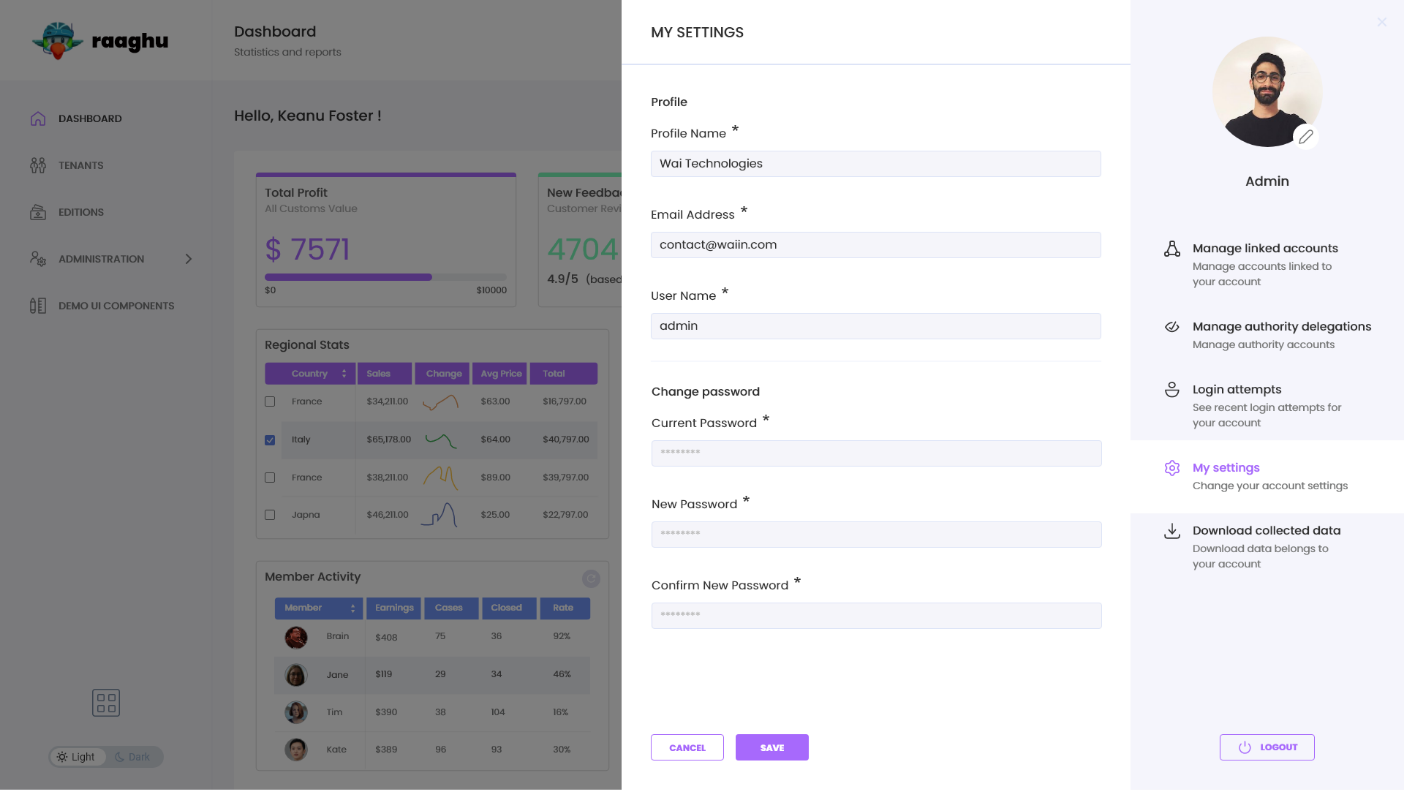 raaghu
DASHBOARD
TENANTS
EDITIONS
ADMINISTRATION
DEMO UI COMPONENTS
Light
Dark
Dashboard
Statistics and reports
Hello, Keanu Foster !
Total Profit
All Customs Value
$ 7571
$0 $10000
New Feedba
Customer Revi
4704
4.9/5 (based
Regional Stats
Country Sales Change Avg Price Total
France $34,211.00 $63.00 $16,797.00
Italy $65,178.00 $64.00 $40,797.00
France $38,211.00 $89.00 $39,797.00
Japna $46,211.00 $25.00 $22,797.00
Member Activity
Member Earnings Cases Closed Rate
Brain $408 75 36 92%
Jane $119 29 34 46%
Tim $390 38 104 16%
Kate $389 96 93 30%
MY SETTINGS
Profile
Profile Name *
Wai Technologies
Email Address *
contact@waiin.com
User Name *
admin
Change password
Current Password *
********
New Password *
********
Confirm New Password *
********
CANCEL
SAVE
Admin
Manage linked accounts
Manage accounts linked to
your account
Manage authority delegations
Manage authority accounts
Login attempts
See recent login attempts for
your account
My settings
Change your account settings
Download collected data
Download data belongs to
your account
LOGOUT